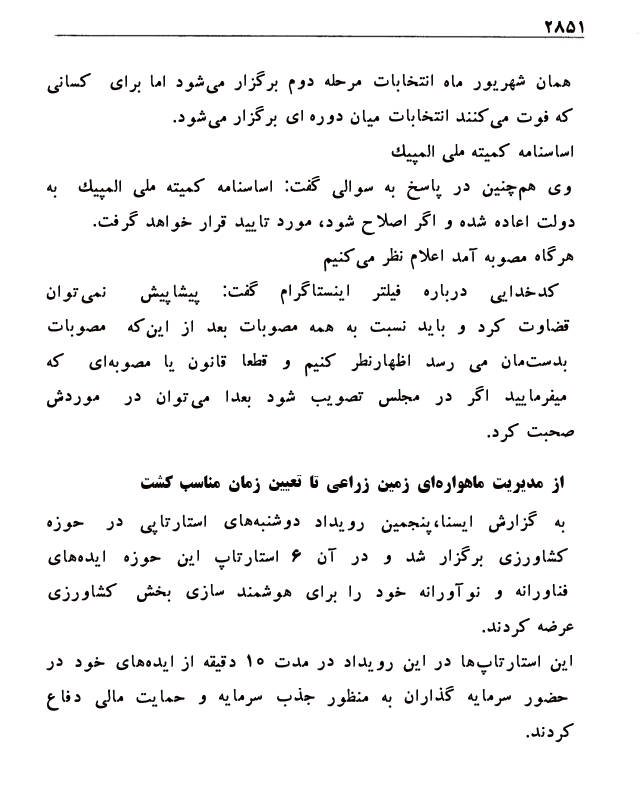 ۲۸۵۱
همان شهریور ماه انتخابات مرحله دوم برگزار می‌شود اما برای کسانی
که فوت می‌کنند انتخابات میان دوره ای برگزار می‌شود.
اساسنامه کمیته ملی المپیک
وی هم‌چنین در پاسخ به سوالی گفت: اساسنامه کمیته ملی المپیک به
دولت اعاده شده و اگر اصلاح شود، مورد تایید قرار خواهد گرفت.
هرگاه مصوبه آمد اعلام نظر می‌کنیم
کدخدایی درباره فیلتر اینستاگرام گفت: پیشاپیش نمی‌توان
قضاوت کرد و باید نسبت به همه مصوبات بعد از این‌که مصوبات
بدست‌مان می رسد اظهارنطر کنیم و قطعا قانون یا مصوبه‌ای که
میفرمایید اگر در مجلس تصویب شود بعدا می‌توان در موردش
صحبت کرد.
از مدیریت ماهواره‌ای زمین زراعی تا تعیین زمان مناسب کشت
به گزارش ایسنا،پنجمین رویداد دوشنبه‌های استارتاپی در حوزه
کشاورزی برگزار شد و در آن ۶ استارتاپ این حوزه ایده‌های
فناورانه و نوآورانه خود را برای هوشمند سازی بخش کشاورزی
عرضه کردند.
این استارتاپ‌ها در این رویداد در مدت ۱۰ دقیقه از ایده‌های خود در
حضور سرمایه گذاران به منظور جذب سرمایه و حمایت مالی دفاع
کردند.